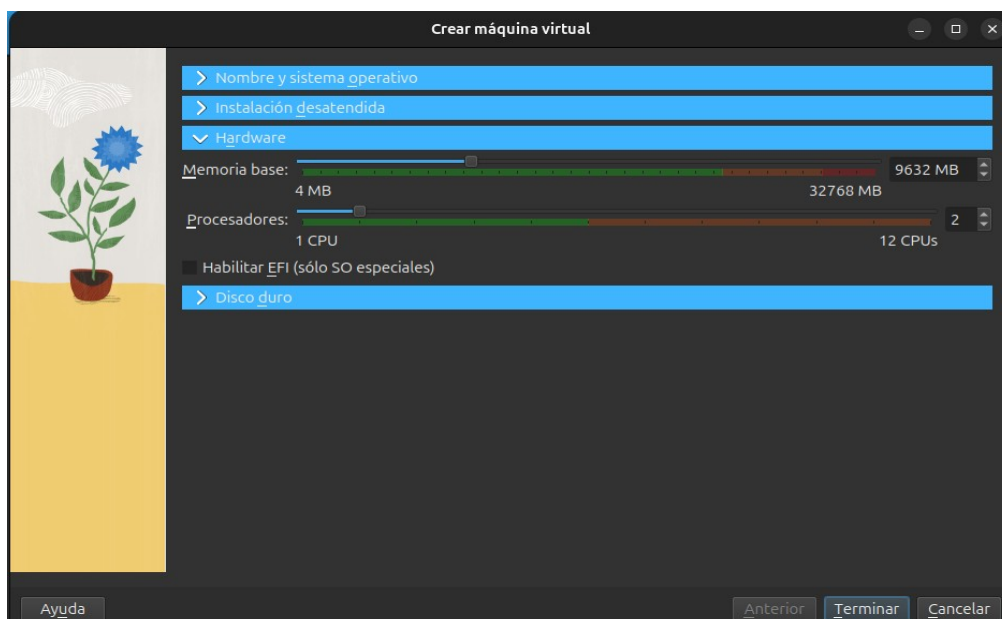 Crear máquina virtual
Nombre y sistema operativo
Instalación desatendida
Hardware
Memoria base: 9632 MB
4 MB 32768 MB
Procesadores: 2
1 CPU 12 CPUs
Habilitar EFI (sólo SO especiales)
Disco duro
Ayuda Anterior Terminar Cancelar